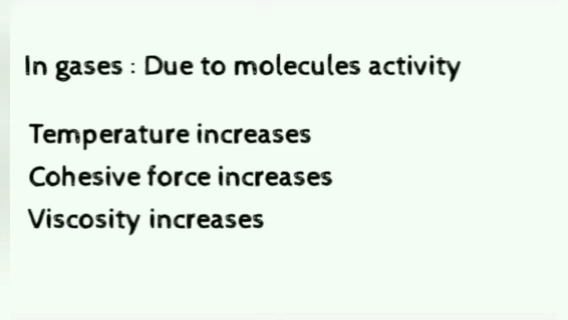 In gases : Due to molecules activity
Temperature increases
Cohesive force increases
Viscosity increases